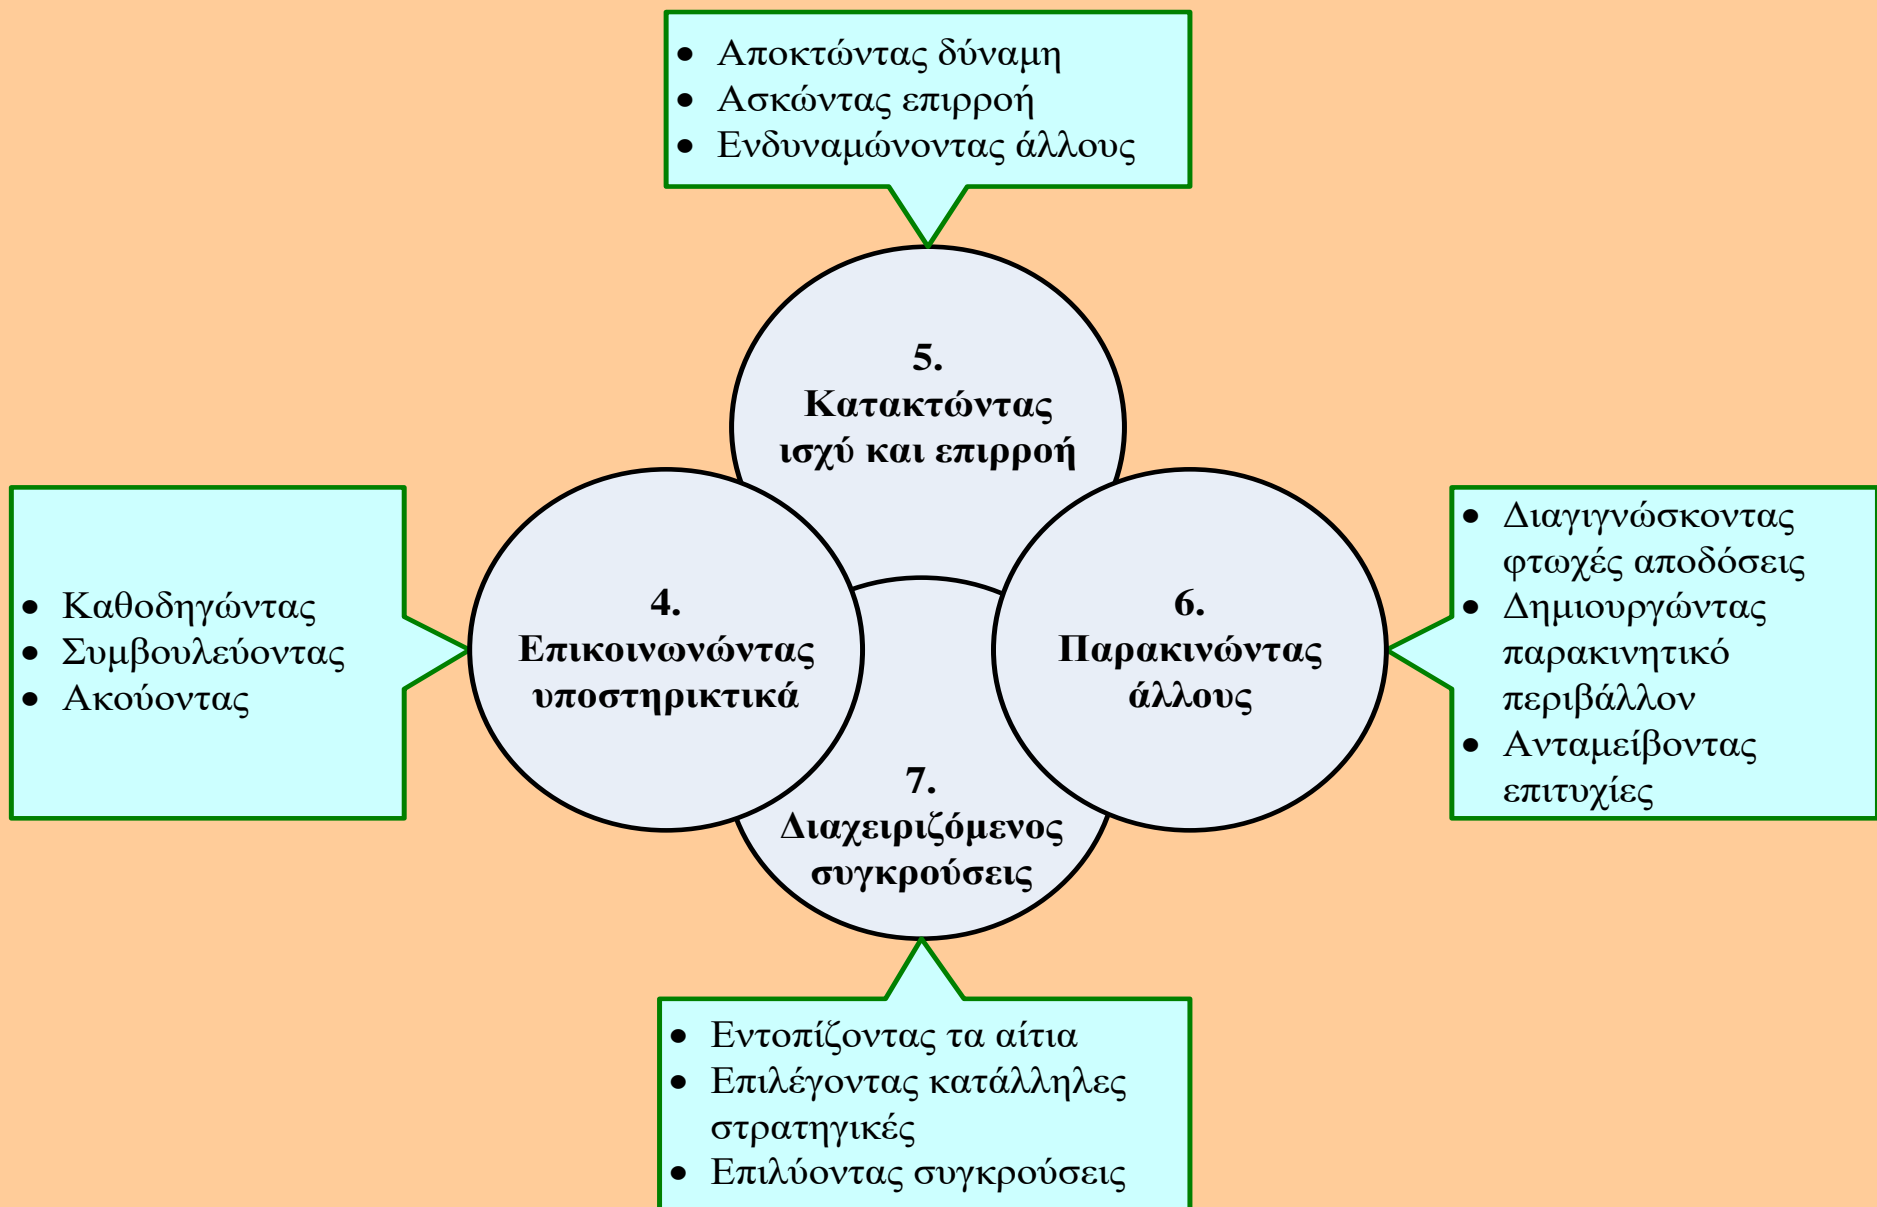 • Αποκτώντας δύναμη
• Ασκώντας επιρροή
• Ενδυναμώνοντας άλλους
5.
Κατακτώντας
ισχύ και επιρροή
• Καθοδηγώντας
• Συμβουλεύοντας
• Ακούοντας
4.
Επικοινωνώντας
υποστηρικτικά
6.
Παρακινώντας
άλλους
• Διαγιγνώσκοντας
φτωχές αποδόσεις
• Δημιουργώντας
παρακινητικό
περιβάλλον
• Ανταμείβοντας
επιτυχίες
7.
Διαχειριζόμενος
συγκρούσεις
• Εντοπίζοντας τα αίτια
• Επιλέγοντας κατάλληλες
στρατηγικές
• Επιλύοντας συγκρούσεις